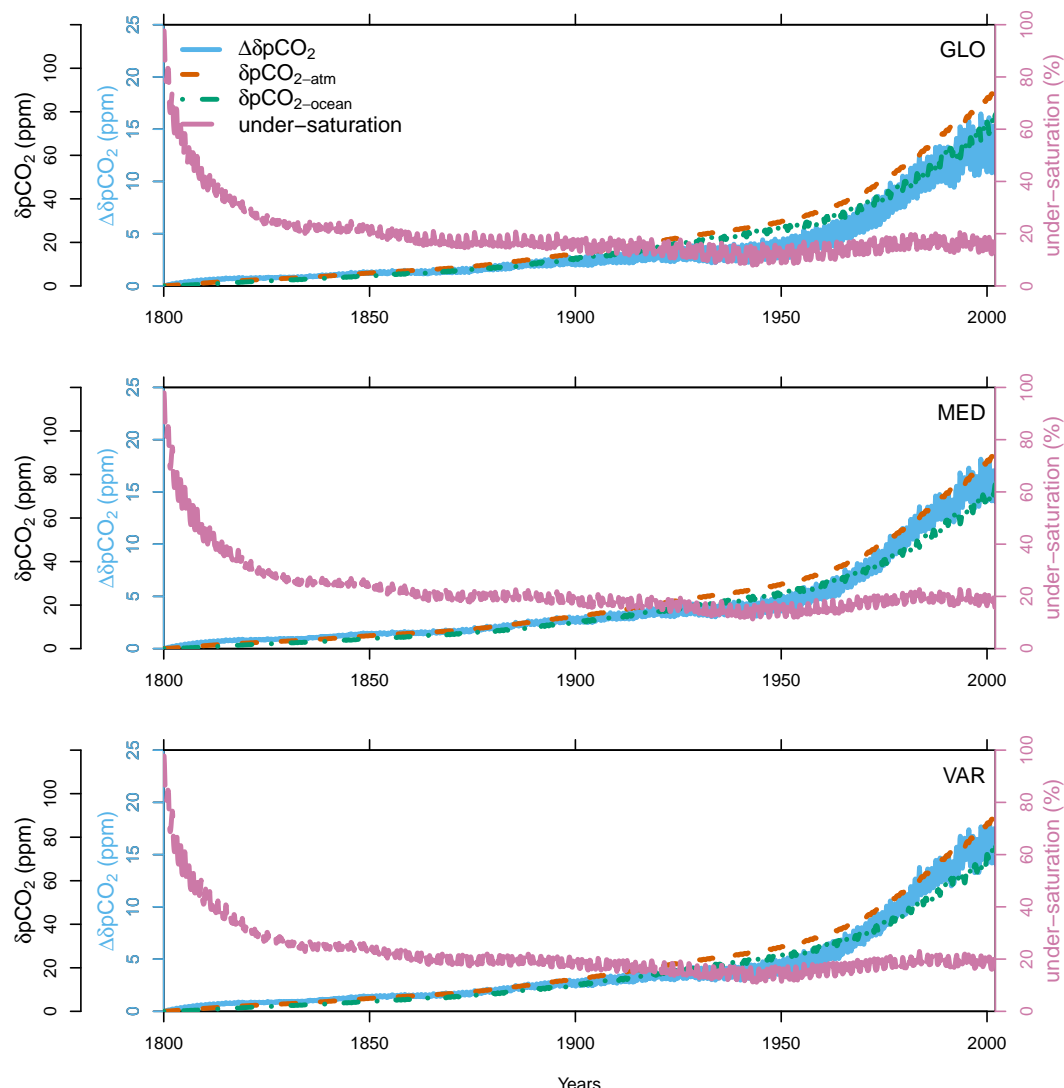 GLO
ΔδpCO₂
δpCO₂₋atm
δpCO₂₋ocean
under−saturation
δpCO₂ (ppm)
0 20 40 60 80 100
ΔδpCO₂ (ppm)
0 5 10 15 20 25
under−saturation (%)
0 20 40 60 80 100
1800 1850 1900 1950 2000
MED
δpCO₂ (ppm)
0 20 40 60 80 100
ΔδpCO₂ (ppm)
0 5 10 15 20 25
under−saturation (%)
0 20 40 60 80 100
1800 1850 1900 1950 2000
VAR
δpCO₂ (ppm)
0 20 40 60 80 100
ΔδpCO₂ (ppm)
0 5 10 15 20 25
under−saturation (%)
0 20 40 60 80 100
1800 1850 1900 1950 2000
Years